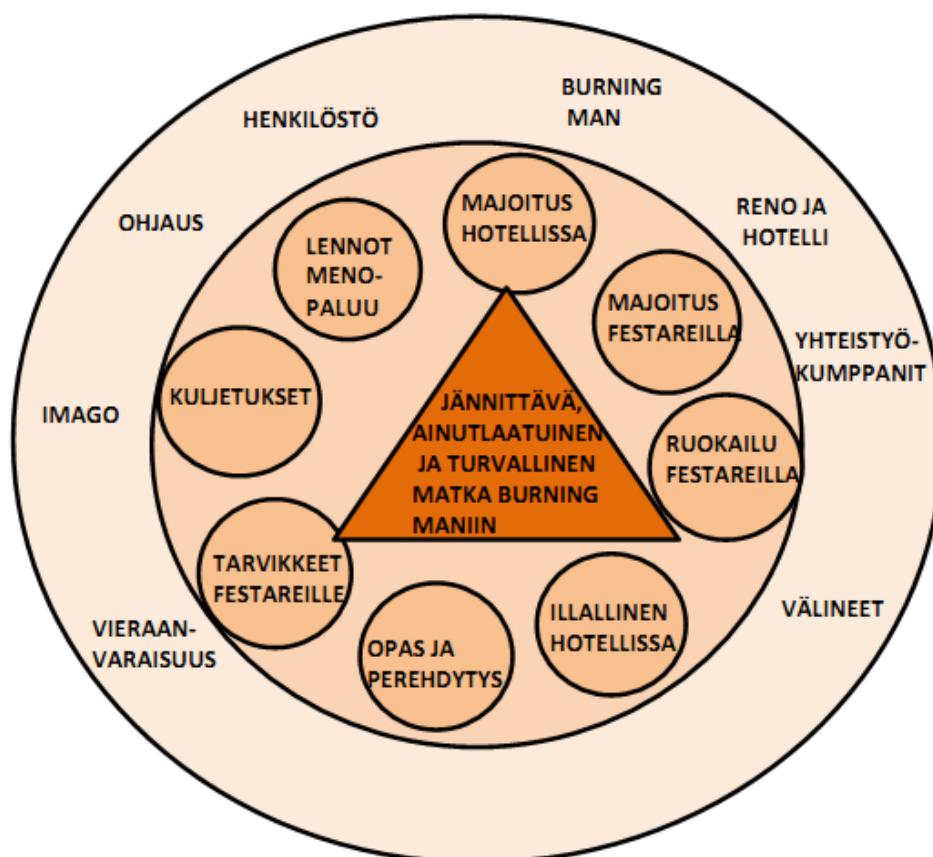 BURNING
MAN
HENKILÖSTÖ
OHJAUS
RENO JA
HOTELLI
YHTEISTYÖ-
KUMPPANIT
IMAGO
VÄLINEET
VIERAAN-
VARAISUUS
MAJOITUS
HOTELLISSA
LENNOT
MENO-
PALUU
MAJOITUS
FESTAREILLA
KULJETUKSET
RUOKAILU
FESTAREILLA
TARVIKKEET
FESTAREILLE
ILLALLINEN
HOTELLISSA
OPAS JA
PEREHDYTYS
JÄNNITTÄVÄ,
AINUTLAATUINEN
JA TURVALLINEN
MATKA BURNING
MANIIN